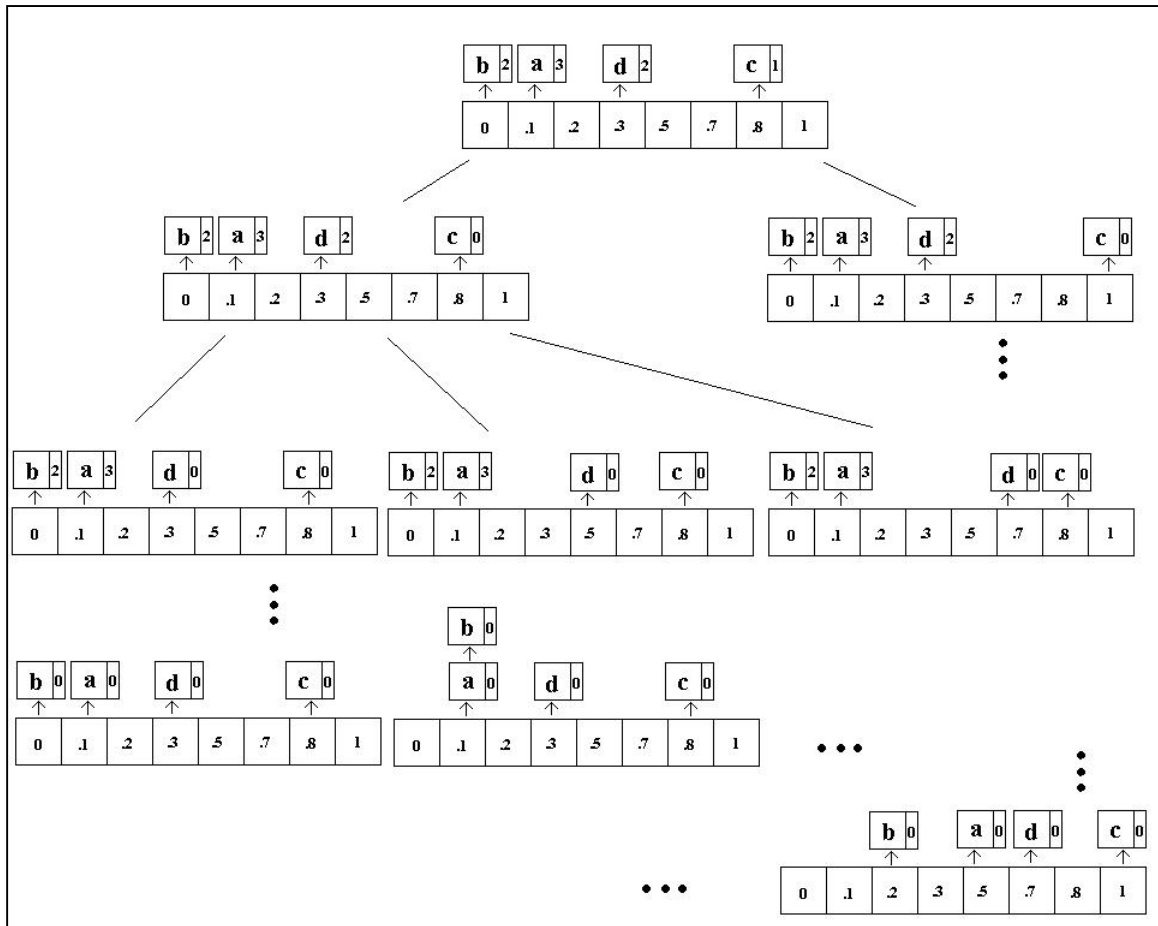 b 2 a 3 d 2 c 1
0 .1 .2 .3 .5 .7 .8 1
b 2 a 3 d 2 c 0
0 .1 .2 .3 .5 .7 .8 1
b 2 a 3 d 2 c 0
0 .1 .2 .3 .5 .7 .8 1
b 2 a 3 d 0 c 0
0 .1 .2 .3 .5 .7 .8 1
b 2 a 3 d 0 c 0
0 .1 .2 .3 .5 .7 .8 1
b 2 a 3 d 0 c 0
0 .1 .2 .3 .5 .7 .8 1
b 0 a 0 d 0 c 0
0 .1 .2 .3 .5 .7 .8 1
b 0
a 0 d 0 c 0
0 .1 .2 .3 .5 .7 .8 1
b 0 a 0 d 0 c 0
0 .1 .2 .3 .5 .7 .8 1